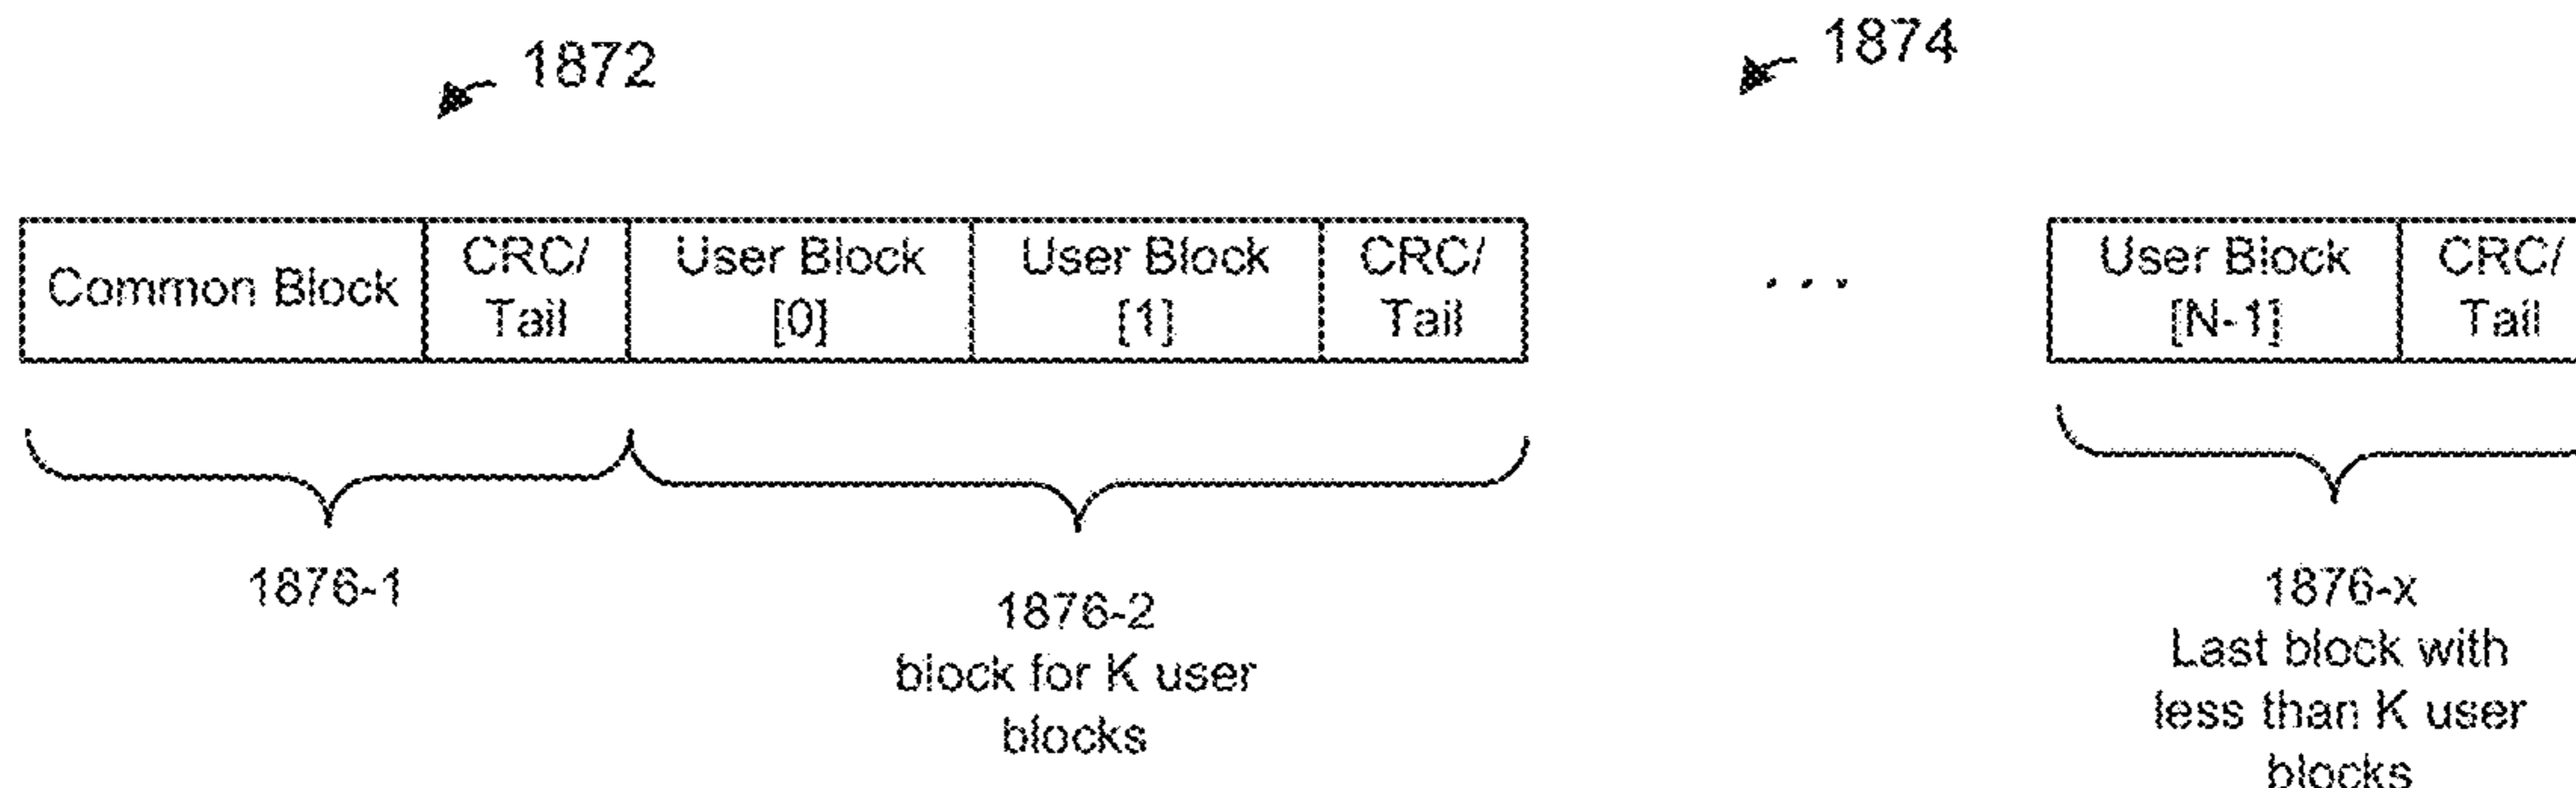 1872
1874
Common Block
CRC/
Tail
User Block
[0]
User Block
[1]
CRC/
Tail
. . .
User Block
[N-1]
CRC/
Tail
1876-1
1876-2
block for K user
blocks
1876-x
Last block with
less than K user
blocks